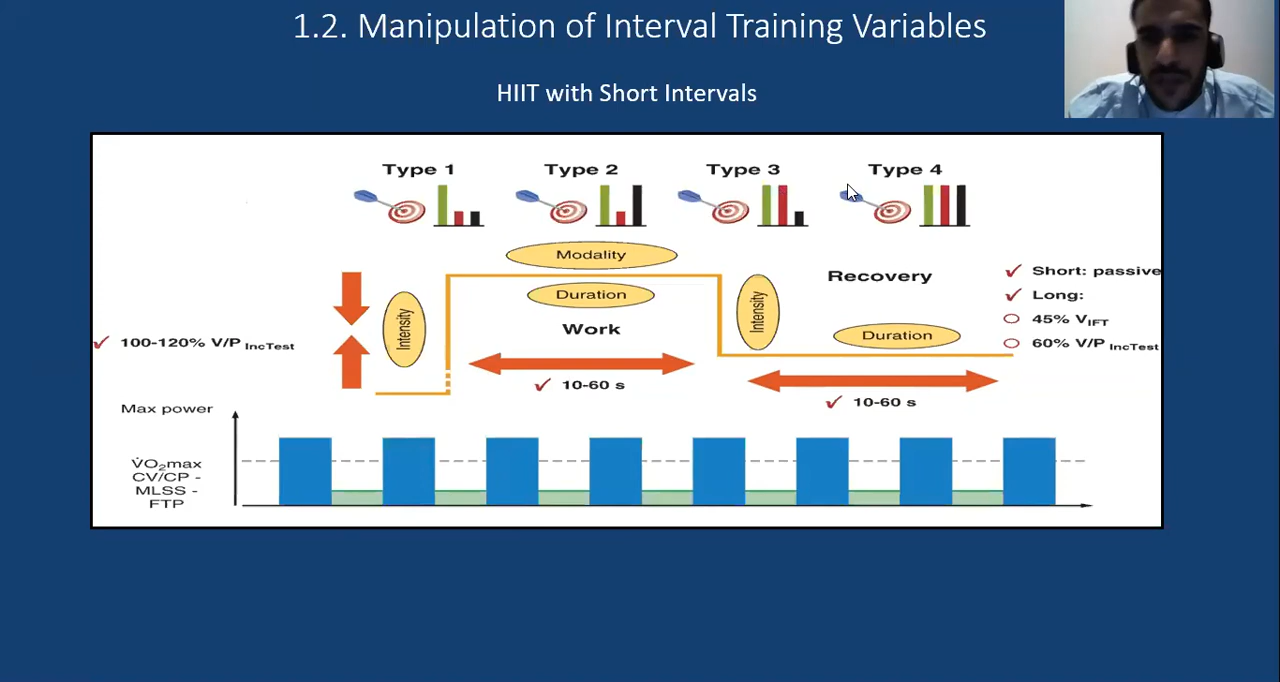 1.2. Manipulation of Interval Training Variables
HIIT with Short Intervals
Type 1
Type 2
Type 3
Type 4
Modality
Duration
Work
Intensity
Intensity
Recovery
Duration
Short: passive
Long:
45% VIFT
60% V/P IncTest
100-120% V/P IncTest
10-60 s
10-60 s
Max power
V̇O2max
CV/CP -
MLSS -
FTP